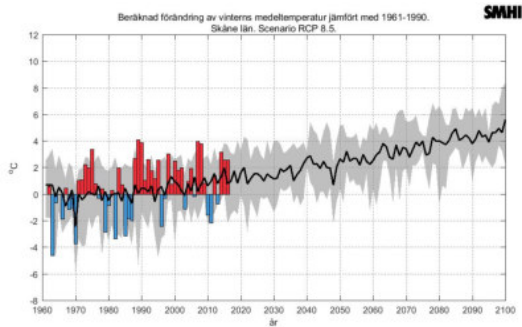 SMHI
Beräknad förändring av vinterns medeltemperatur jämfört med 1961-1990.
Skåne län. Scenario RCP 8.5.
12
10
8
6
4
2
0
-2
-4
-6
-8
°C
1960 1970 1980 1990 2000 2010 2020 2030 2040 2050 2060 2070 2080 2090 2100
år